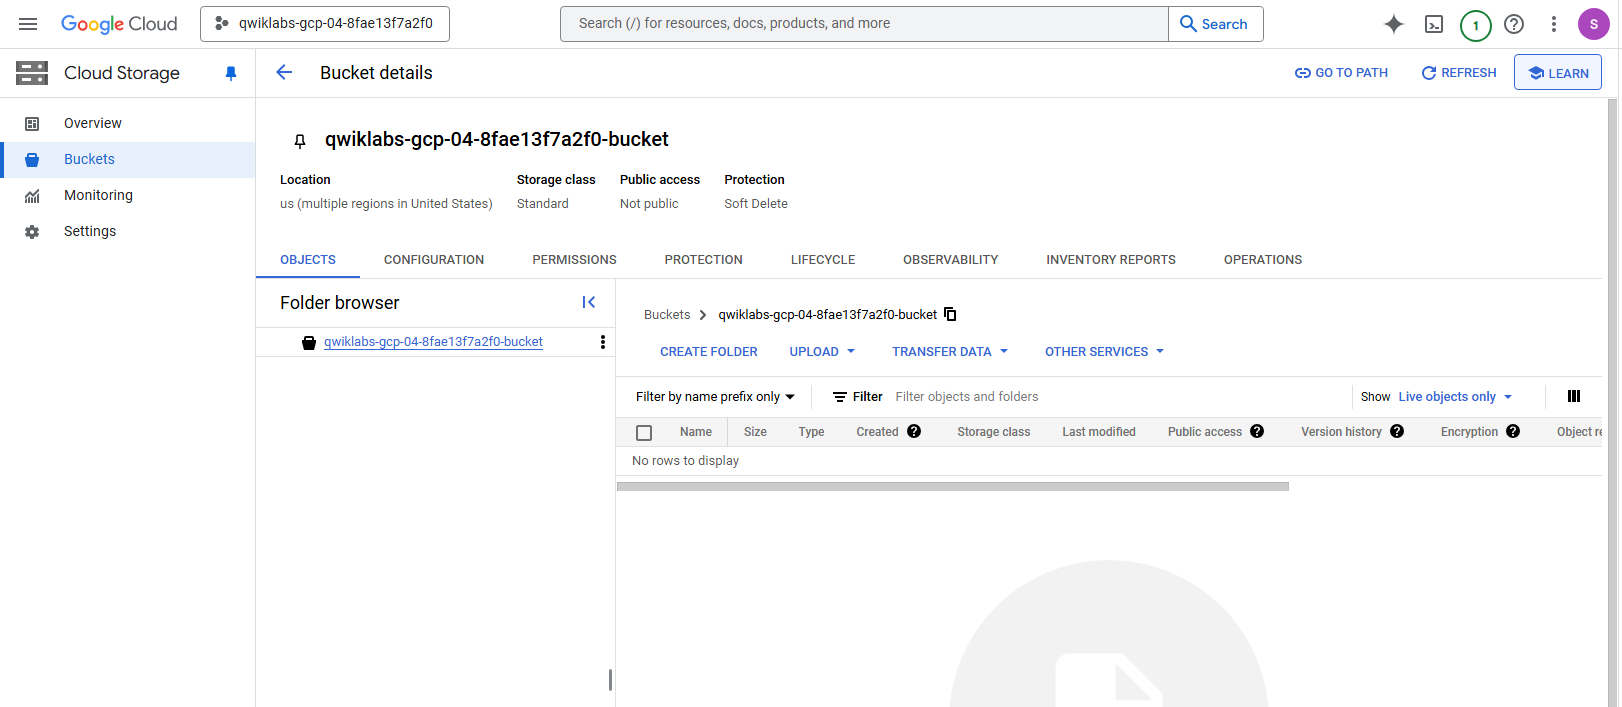 Google Cloud
qwiklabs-gcp-04-8fae13f7a2f0
Search (/) for resources, docs, products, and more
Search
1
S
Cloud Storage
Bucket details
GO TO PATH
REFRESH
LEARN
Overview
Buckets
Monitoring
Settings
qwiklabs-gcp-04-8fae13f7a2f0-bucket
Location Storage class Public access Protection
us (multiple regions in United States) Standard Not public Soft Delete
OBJECTS CONFIGURATION PERMISSIONS PROTECTION LIFECYCLE OBSERVABILITY INVENTORY REPORTS OPERATIONS
Folder browser
qwiklabs-gcp-04-8fae13f7a2f0-bucket
Buckets > qwiklabs-gcp-04-8fae13f7a2f0-bucket
CREATE FOLDER UPLOAD TRANSFER DATA OTHER SERVICES
Filter by name prefix only Filter Filter objects and folders Show Live objects only
Name Size Type Created Storage class Last modified Public access Version history Encryption Object re
No rows to display